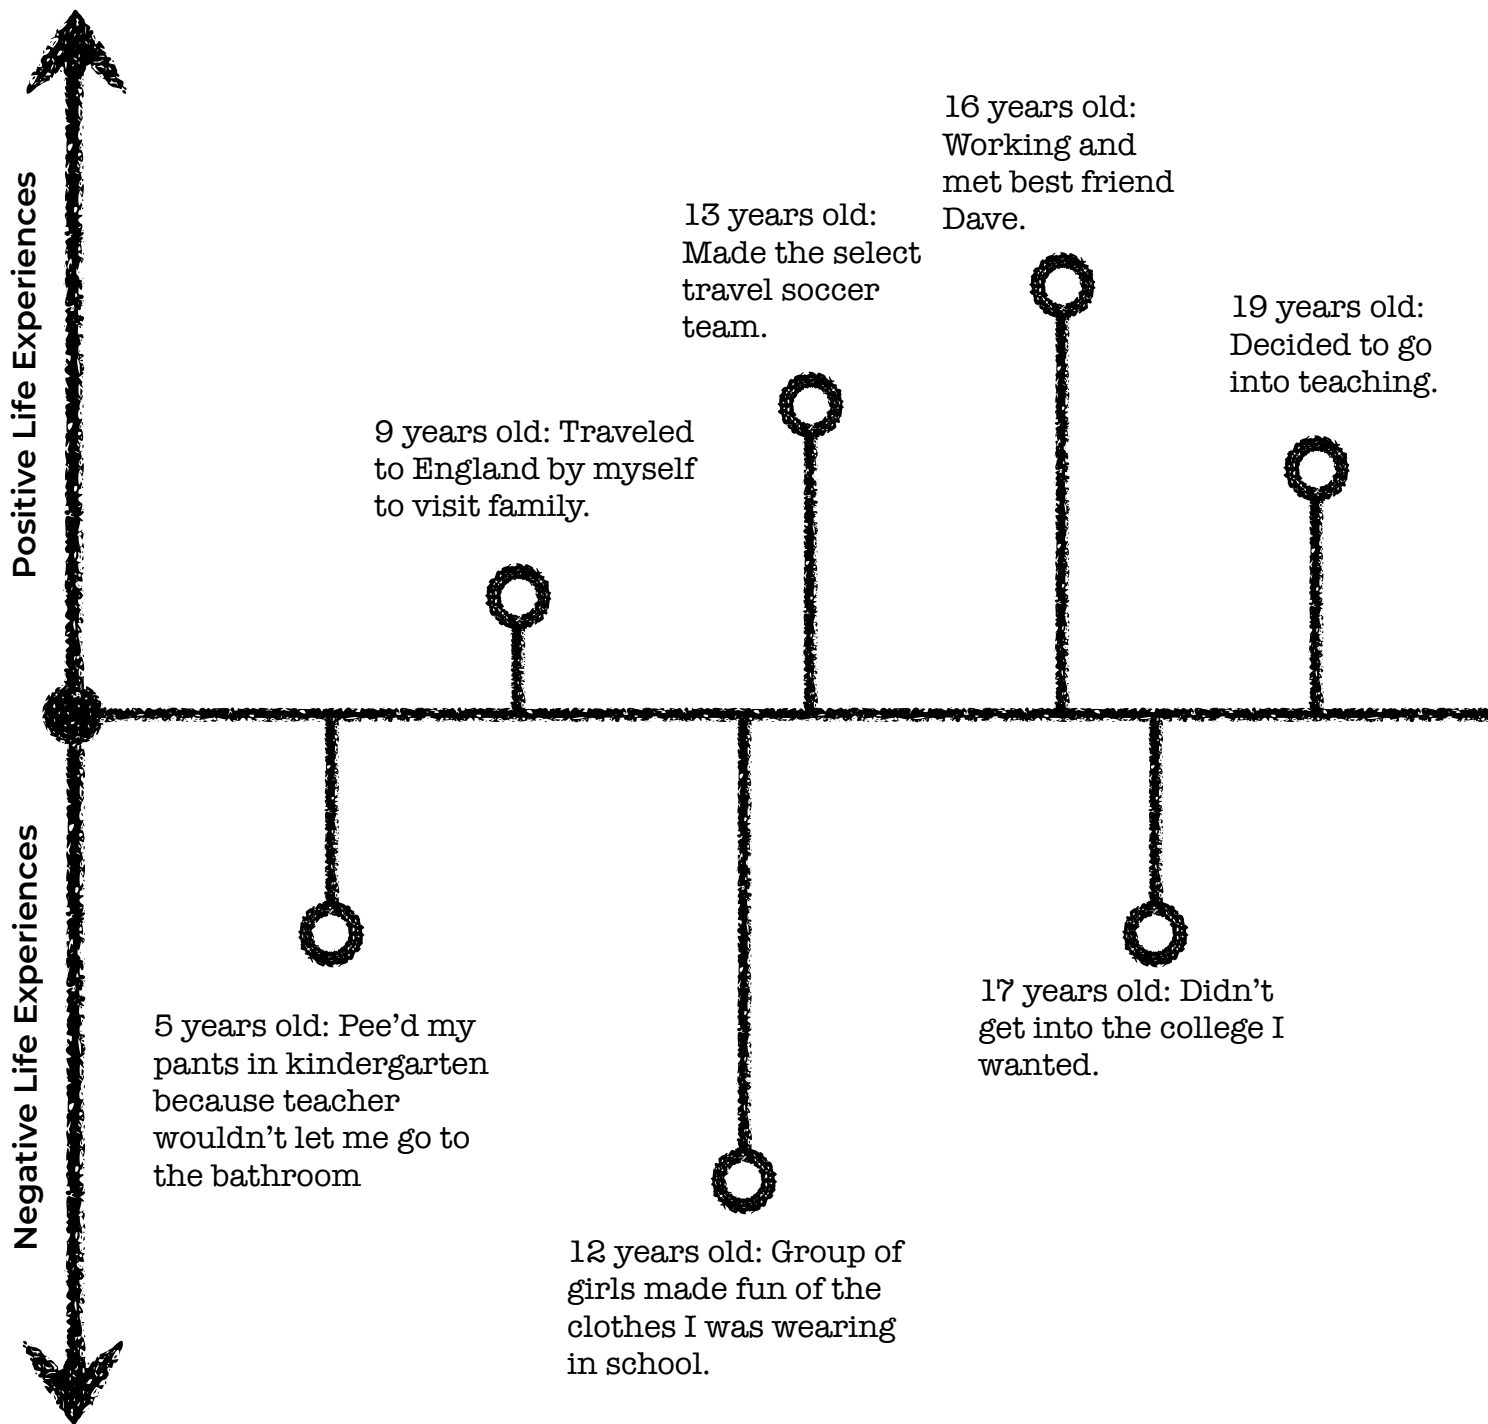 Positive Life Experiences
16 years old:
Working and
met best friend
Dave.
13 years old:
Made the select
travel soccer
team.
19 years old:
Decided to go
into teaching.
9 years old: Traveled
to England by myself
to visit family.
Negative Life Experiences
5 years old: Pee’d my
pants in kindergarten
because teacher
wouldn’t let me go to
the bathroom
17 years old: Didn’t
get into the college I
wanted.
12 years old: Group of
girls made fun of the
clothes I was wearing
in school.